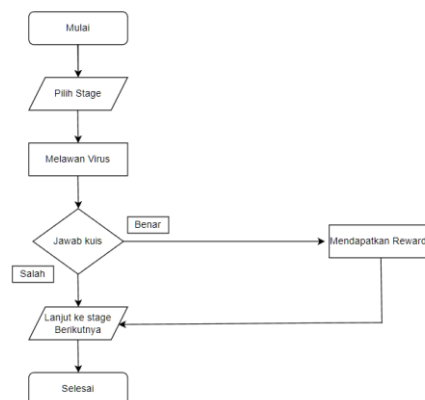 Mulai
Pilih Stage
Melawan Virus
Benar
Jawab kuis
Mendapatkan Reward
Salah
Lanjut ke stage
Berikutnya
Selesai